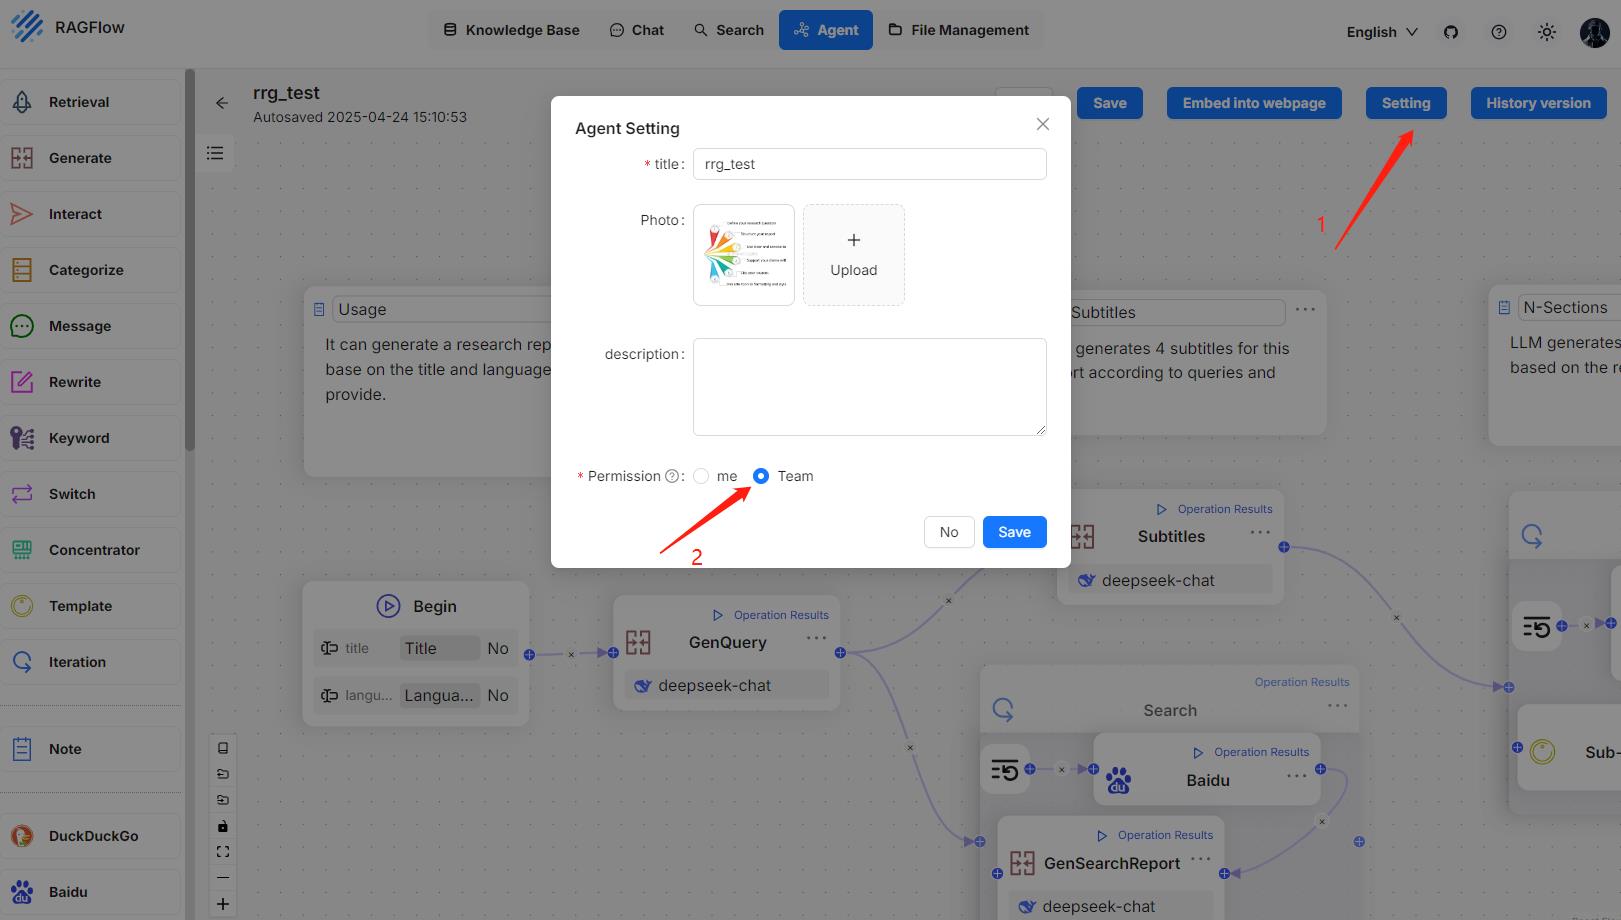 RAGFlow
Knowledge Base
Chat
Search
Agent
File Management
English
Retrieval
Generate
Interact
Categorize
Message
Rewrite
Keyword
Switch
Concentrator
Template
Iteration
Note
DuckDuckGo
Baidu
rrg_test
Autosaved 2025-04-24 15:10:53
Save
Embed into webpage
Setting
History version
1
Agent Setting
* title :
rrg_test
Photo :
Upload
description :
* Permission :
me
Team
2
No
Save
Usage
It can generate a research rep
base on the title and language
provide.
Subtitles
generates 4 subtitles for this
rt according to queries and
N-Sections
LLM generates
based on the re
Begin
title
Title
No
langu...
Langua...
No
Operation Results
GenQuery
deepseek-chat
Operation Results
Subtitles
deepseek-chat
Operation Results
Search
Operation Results
Baidu
Operation Results
GenSearchReport
deepseek-chat
Sub-